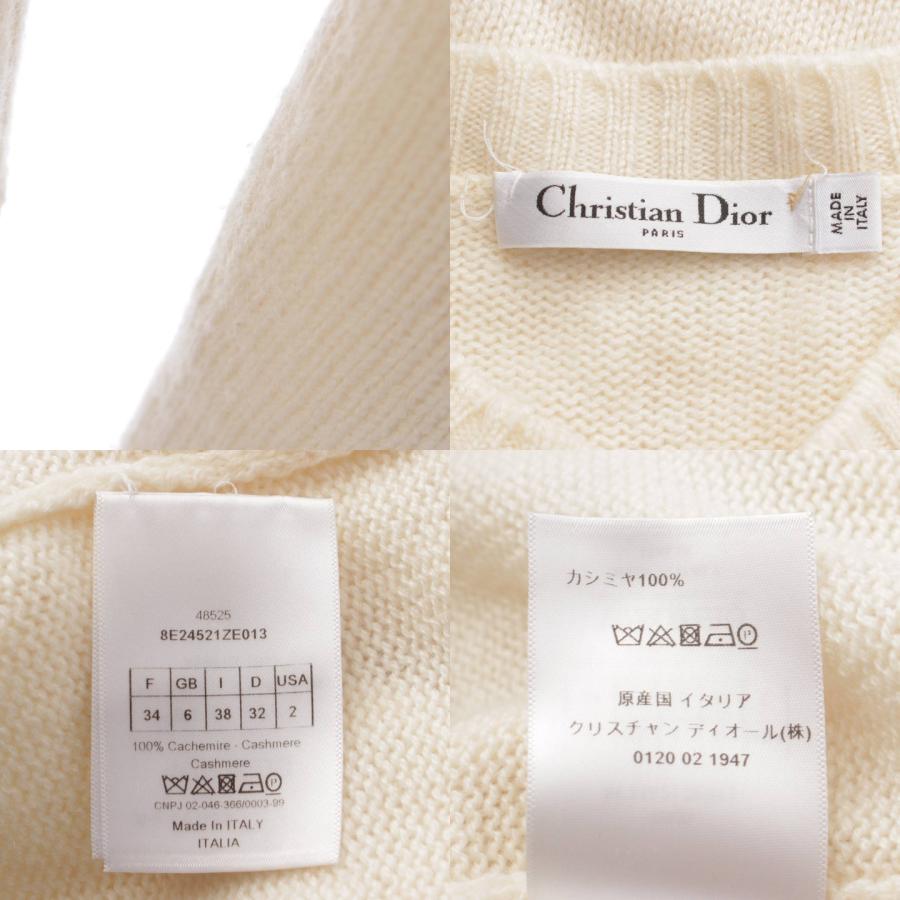 Christian Dior
PARIS
MADE
IN
ITALY
48525
8E24521ZE013
F GB I D USA
34 6 38 32 2
100% Cachemire - Cashmere
Cashmere
P
CNPJ 02-046-366/0003-99
Made In ITALY
ITALIA
カシミヤ100%
P
原産国 イタリア
クリスチャン ディオール(株)
0120 02 1947